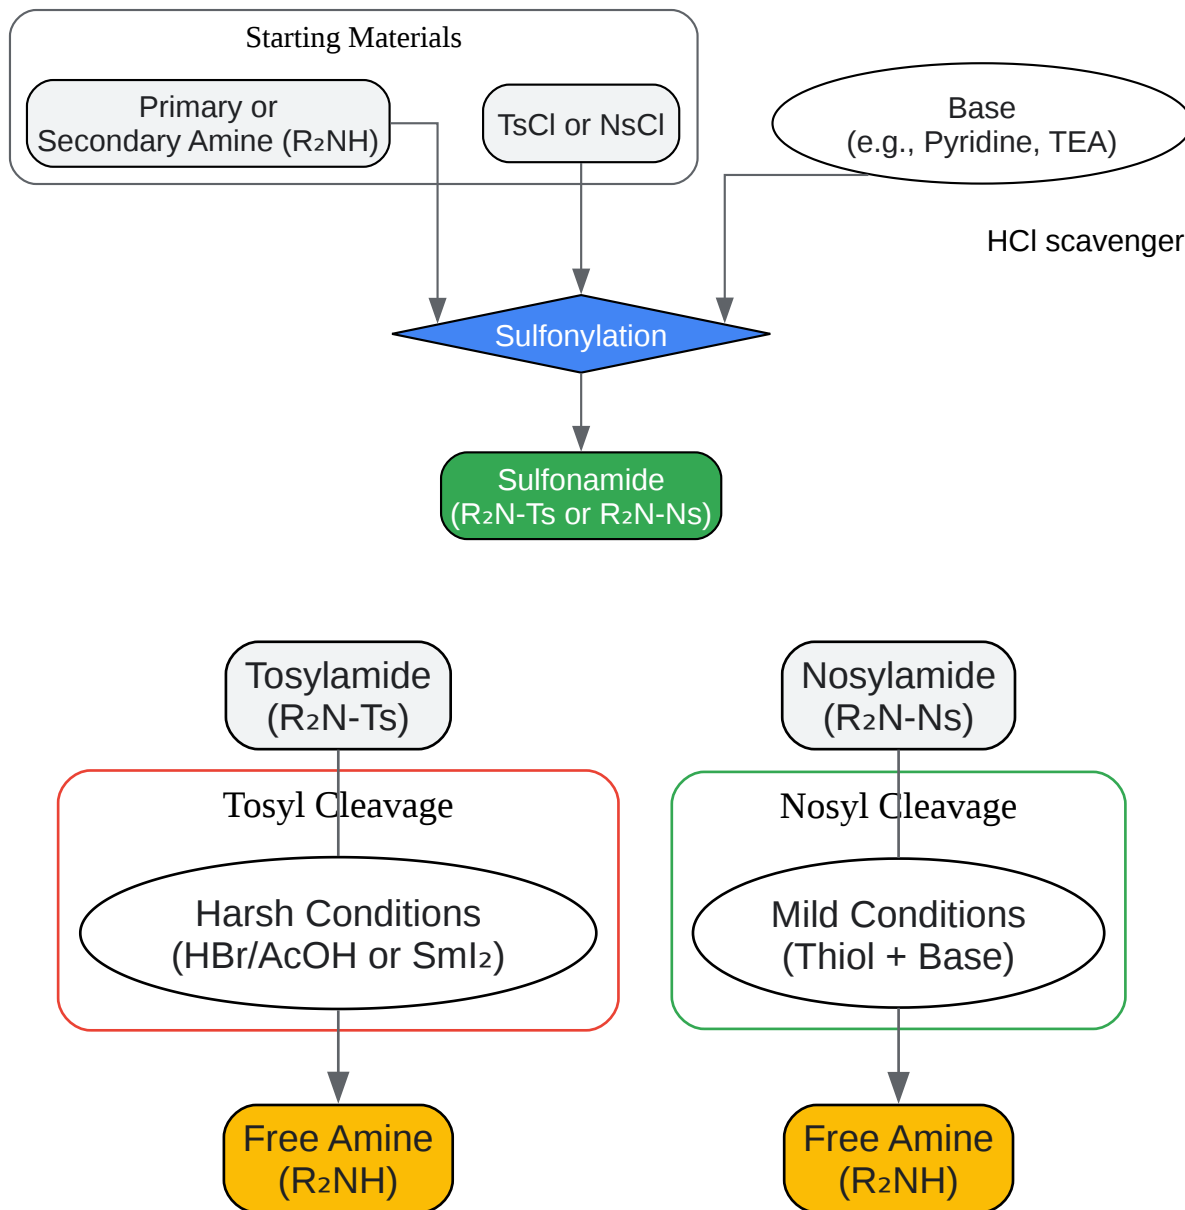 Starting Materials
Primary or
Secondary Amine (R₂NH)
TsCl or NsCl
Base
(e.g., Pyridine, TEA)
HCl scavenger
Sulfonylation
Sulfonamide
(R₂N-Ts or R₂N-Ns)
Tosylamide
(R₂N-Ts)
Nosylamide
(R₂N-Ns)
Tosyl Cleavage
Nosyl Cleavage
Harsh Conditions
(HBr/AcOH or SmI₂)
Mild Conditions
(Thiol + Base)
Free Amine
(R₂NH)
Free Amine
(R₂NH)